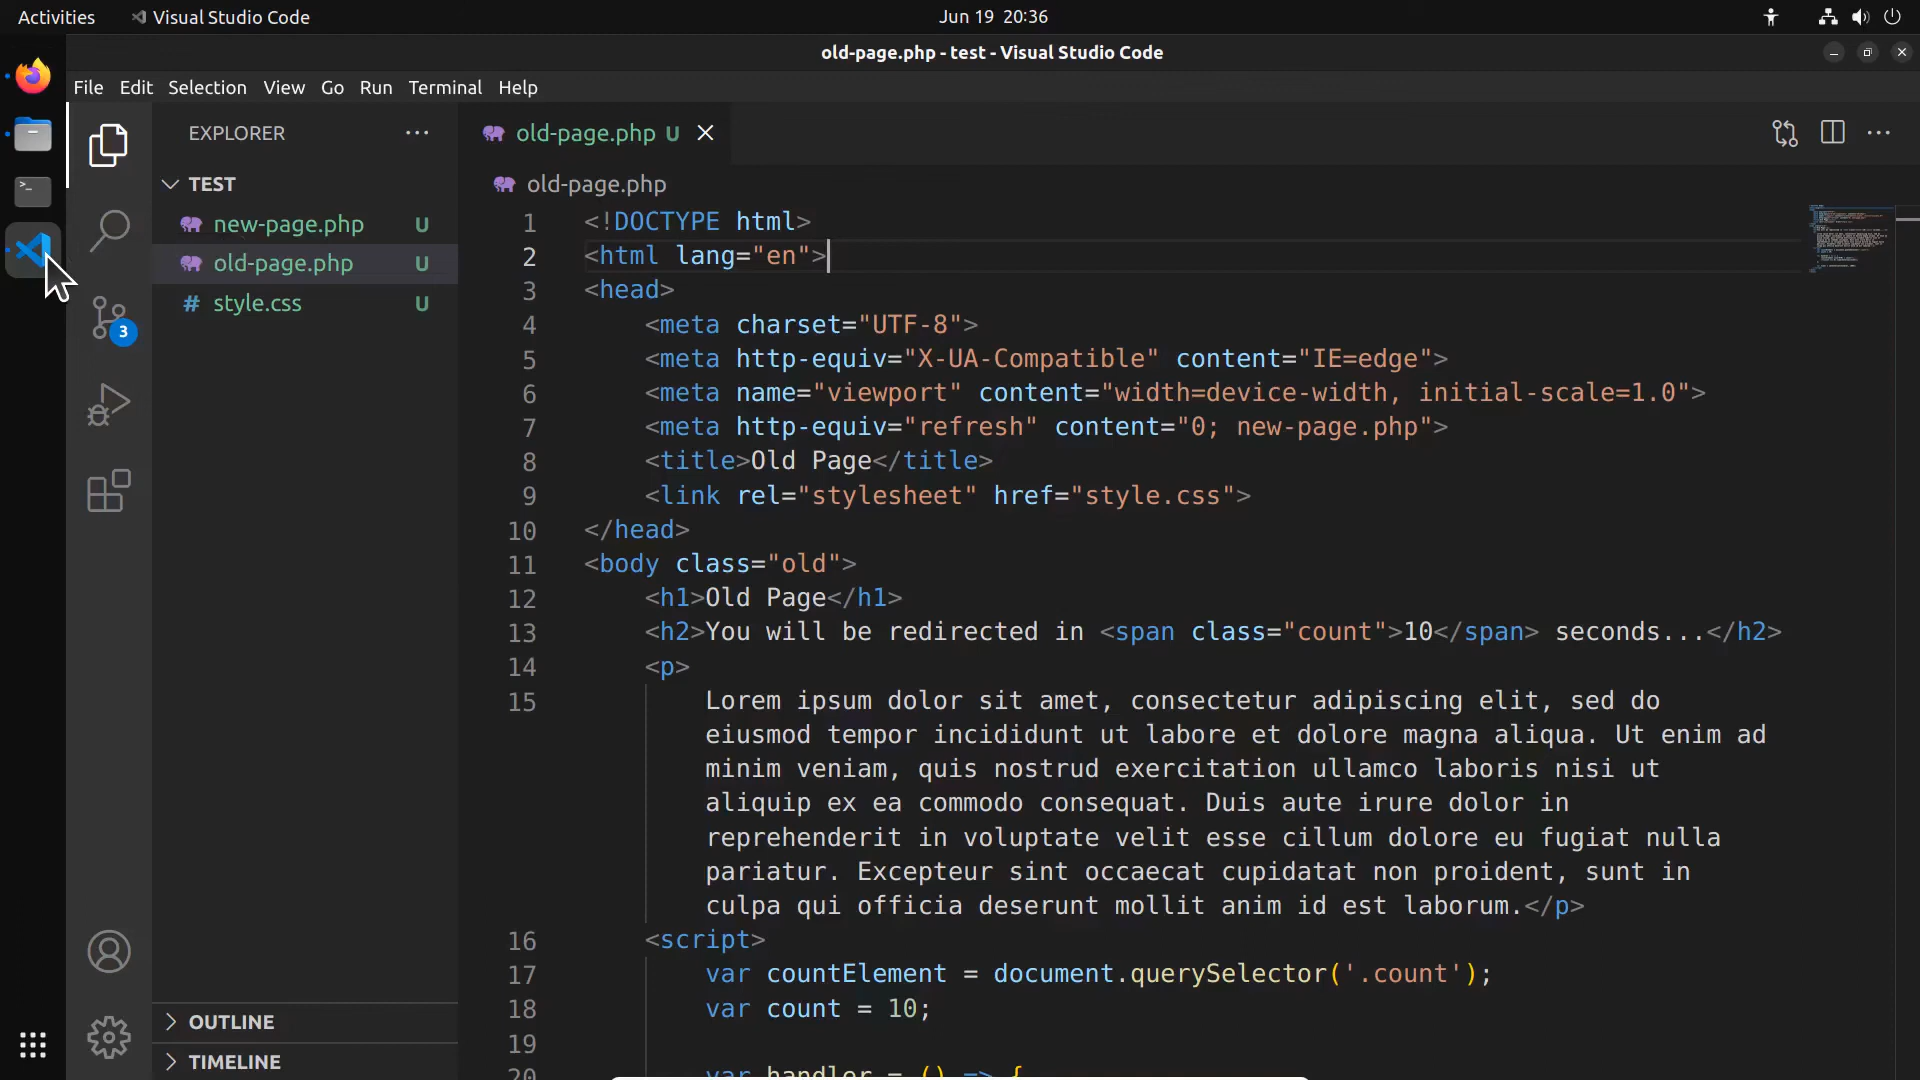 Activities
Visual Studio Code
Jun 19 20:36
old-page.php - test - Visual Studio Code
File Edit Selection View Go Run Terminal Help
EXPLORER
TEST
new-page.php U
old-page.php U
style.css U
3
OUTLINE
TIMELINE
old-page.php U
old-page.php
1 <!DOCTYPE html>
2 <html lang="en">
3 <head>
4 <meta charset="UTF-8">
5 <meta http-equiv="X-UA-Compatible" content="IE=edge">
6 <meta name="viewport" content="width=device-width, initial-scale=1.0">
7 <meta http-equiv="refresh" content="0; new-page.php">
8 <title>Old Page</title>
9 <link rel="stylesheet" href="style.css">
10 </head>
11 <body class="old">
12 <h1>Old Page</h1>
13 <h2>You will be redirected in <span class="count">10</span> seconds...</h2>
14 <p>
15 Lorem ipsum dolor sit amet, consectetur adipiscing elit, sed do
eiusmod tempor incididunt ut labore et dolore magna aliqua. Ut enim ad
minim veniam, quis nostrud exercitation ullamco laboris nisi ut
aliquip ex ea commodo consequat. Duis aute irure dolor in
reprehenderit in voluptate velit esse cillum dolore eu fugiat nulla
pariatur. Excepteur sint occaecat cupidatat non proident, sunt in
culpa qui officia deserunt mollit anim id est laborum.</p>
16 <script>
17 var countElement = document.querySelector('.count');
18 var count = 10;
19
20 var handler = () => {